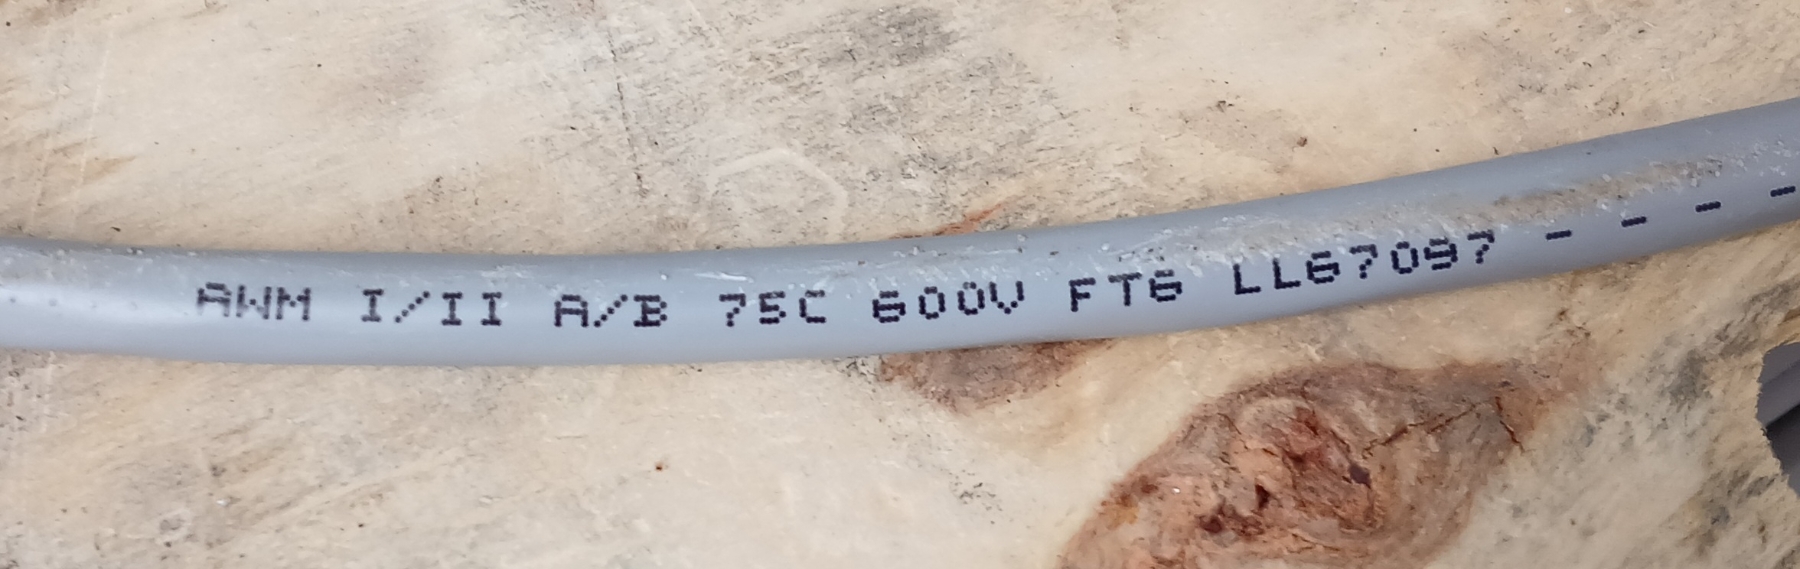 AWM I/II A/B 75C 600V FT6 LL67097 - - - -